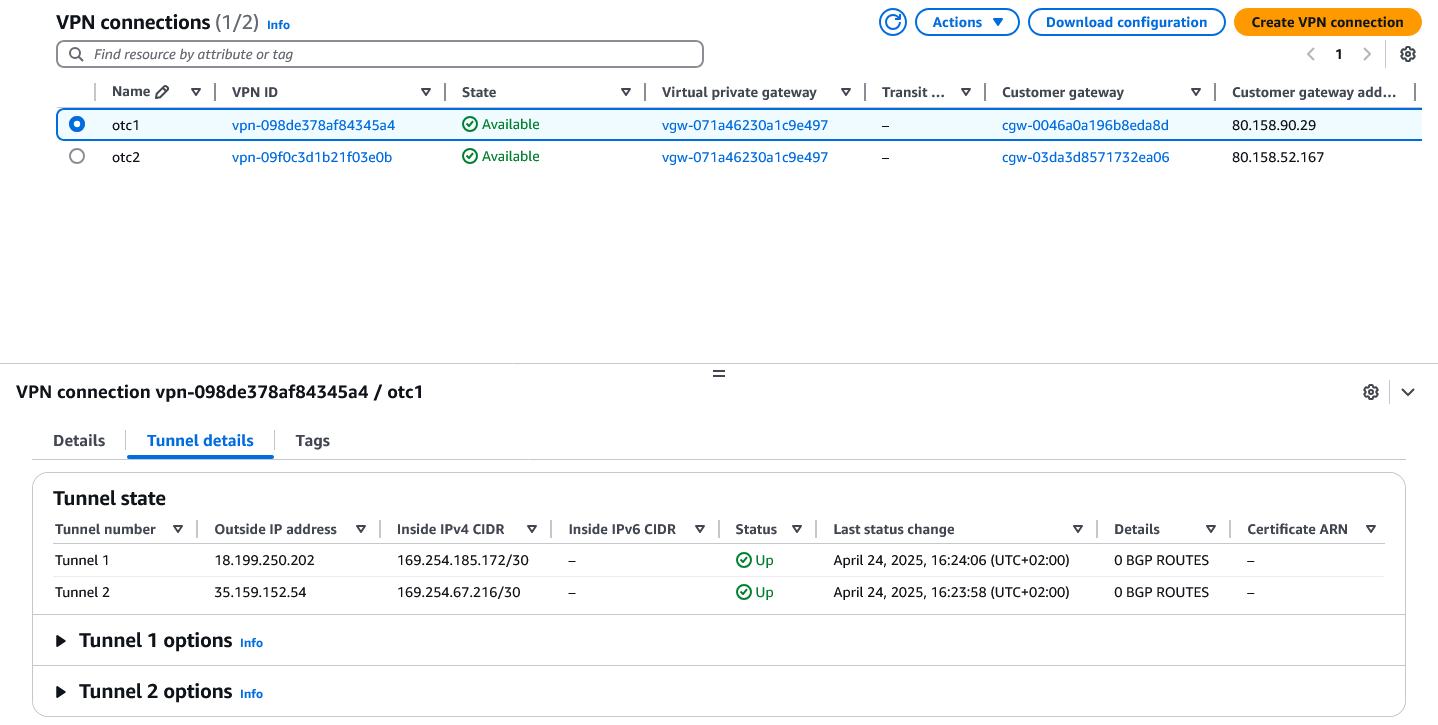 VPN connections (1/2) Info
Actions Download configuration Create VPN connection
Find resource by attribute or tag
1
Name VPN ID State Virtual private gateway Transit ... Customer gateway Customer gateway add...
otc1 vpn-098de378af84345a4 Available vgw-071a46230a1c9e497 – cgw-0046a0a196b8eda8d 80.158.90.29
otc2 vpn-09f0c3d1b21f03e0b Available vgw-071a46230a1c9e497 – cgw-03da3d8571732ea06 80.158.52.167
VPN connection vpn-098de378af84345a4 / otc1
Details Tunnel details Tags
Tunnel state
Tunnel number Outside IP address Inside IPv4 CIDR Inside IPv6 CIDR Status Last status change Details Certificate ARN
Tunnel 1 18.199.250.202 169.254.185.172/30 – Up April 24, 2025, 16:24:06 (UTC+02:00) 0 BGP ROUTES –
Tunnel 2 35.159.152.54 169.254.67.216/30 – Up April 24, 2025, 16:23:58 (UTC+02:00) 0 BGP ROUTES –
Tunnel 1 options Info
Tunnel 2 options Info